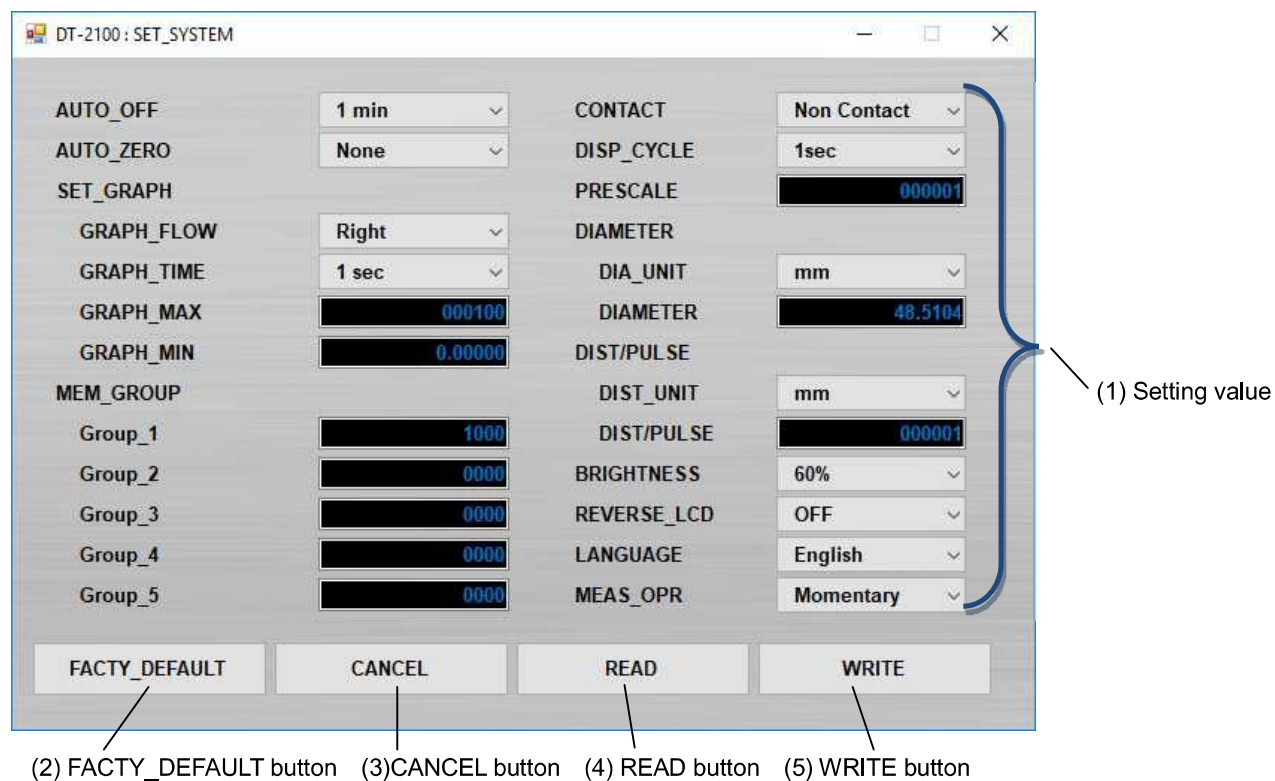 DT-2100 : SET_SYSTEM
AUTO_OFF 1 min CONTACT Non Contact
AUTO_ZERO None DISP_CYCLE 1sec
SET_GRAPH PRESCALE 000001
GRAPH_FLOW Right DIAMETER
GRAPH_TIME 1 sec DIA_UNIT mm
GRAPH_MAX 000100 DIAMETER 48.5104
GRAPH_MIN 0.00000 DIST/PULSE
MEM_GROUP DIST_UNIT mm
(1) Setting value
Group_1 1000 DIST/PULSE 000001
Group_2 0000 BRIGHTNESS 60%
Group_3 0000 REVERSE_LCD OFF
Group_4 0000 LANGUAGE English
Group_5 0000 MEAS_OPR Momentary
FACTY_DEFAULT CANCEL READ WRITE
(2) FACTY_DEFAULT button (3)CANCEL button (4) READ button (5) WRITE button